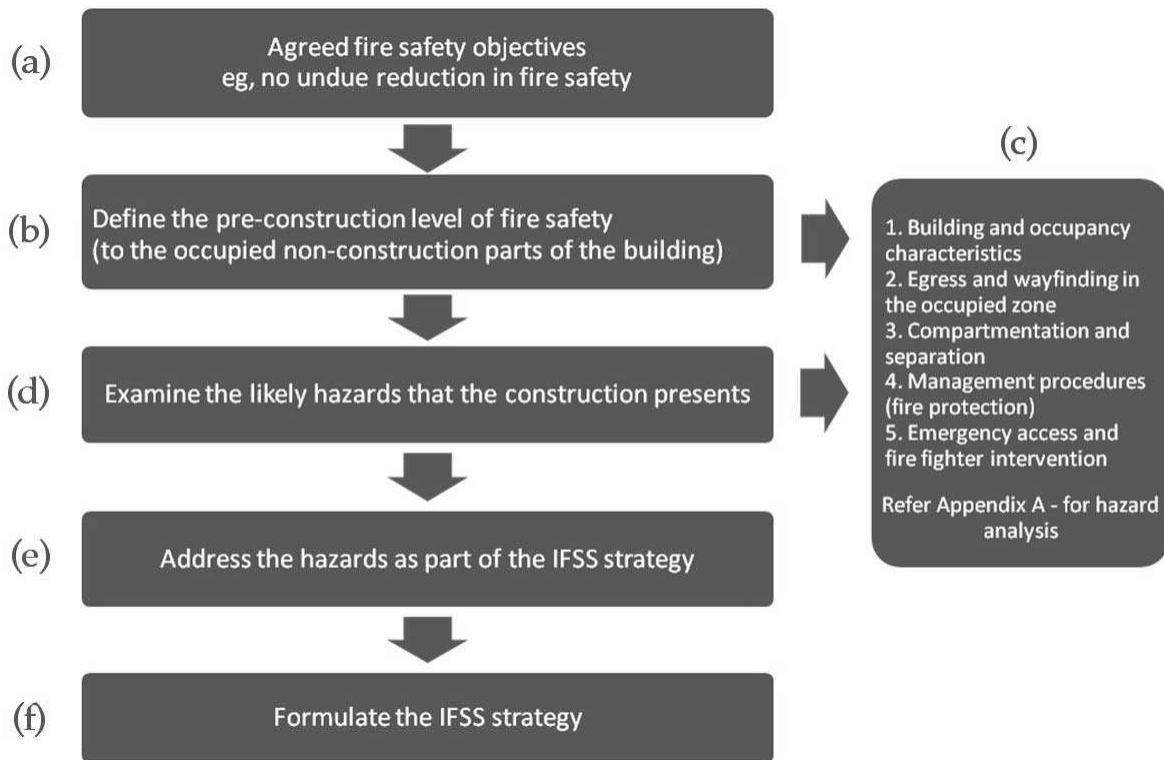 (a)
Agreed fire safety objectives
eg, no undue reduction in fire safety
(b)
Define the pre-construction level of fire safety
(to the occupied non-construction parts of the building)
(c)
1. Building and occupancy
characteristics
2. Egress and wayfinding in
the occupied zone
3. Compartmentation and
separation
4. Management procedures
(fire protection)
5. Emergency access and
fire fighter intervention
Refer Appendix A - for hazard
analysis
(d)
Examine the likely hazards that the construction presents
(e)
Address the hazards as part of the IFSS strategy
(f)
Formulate the IFSS strategy